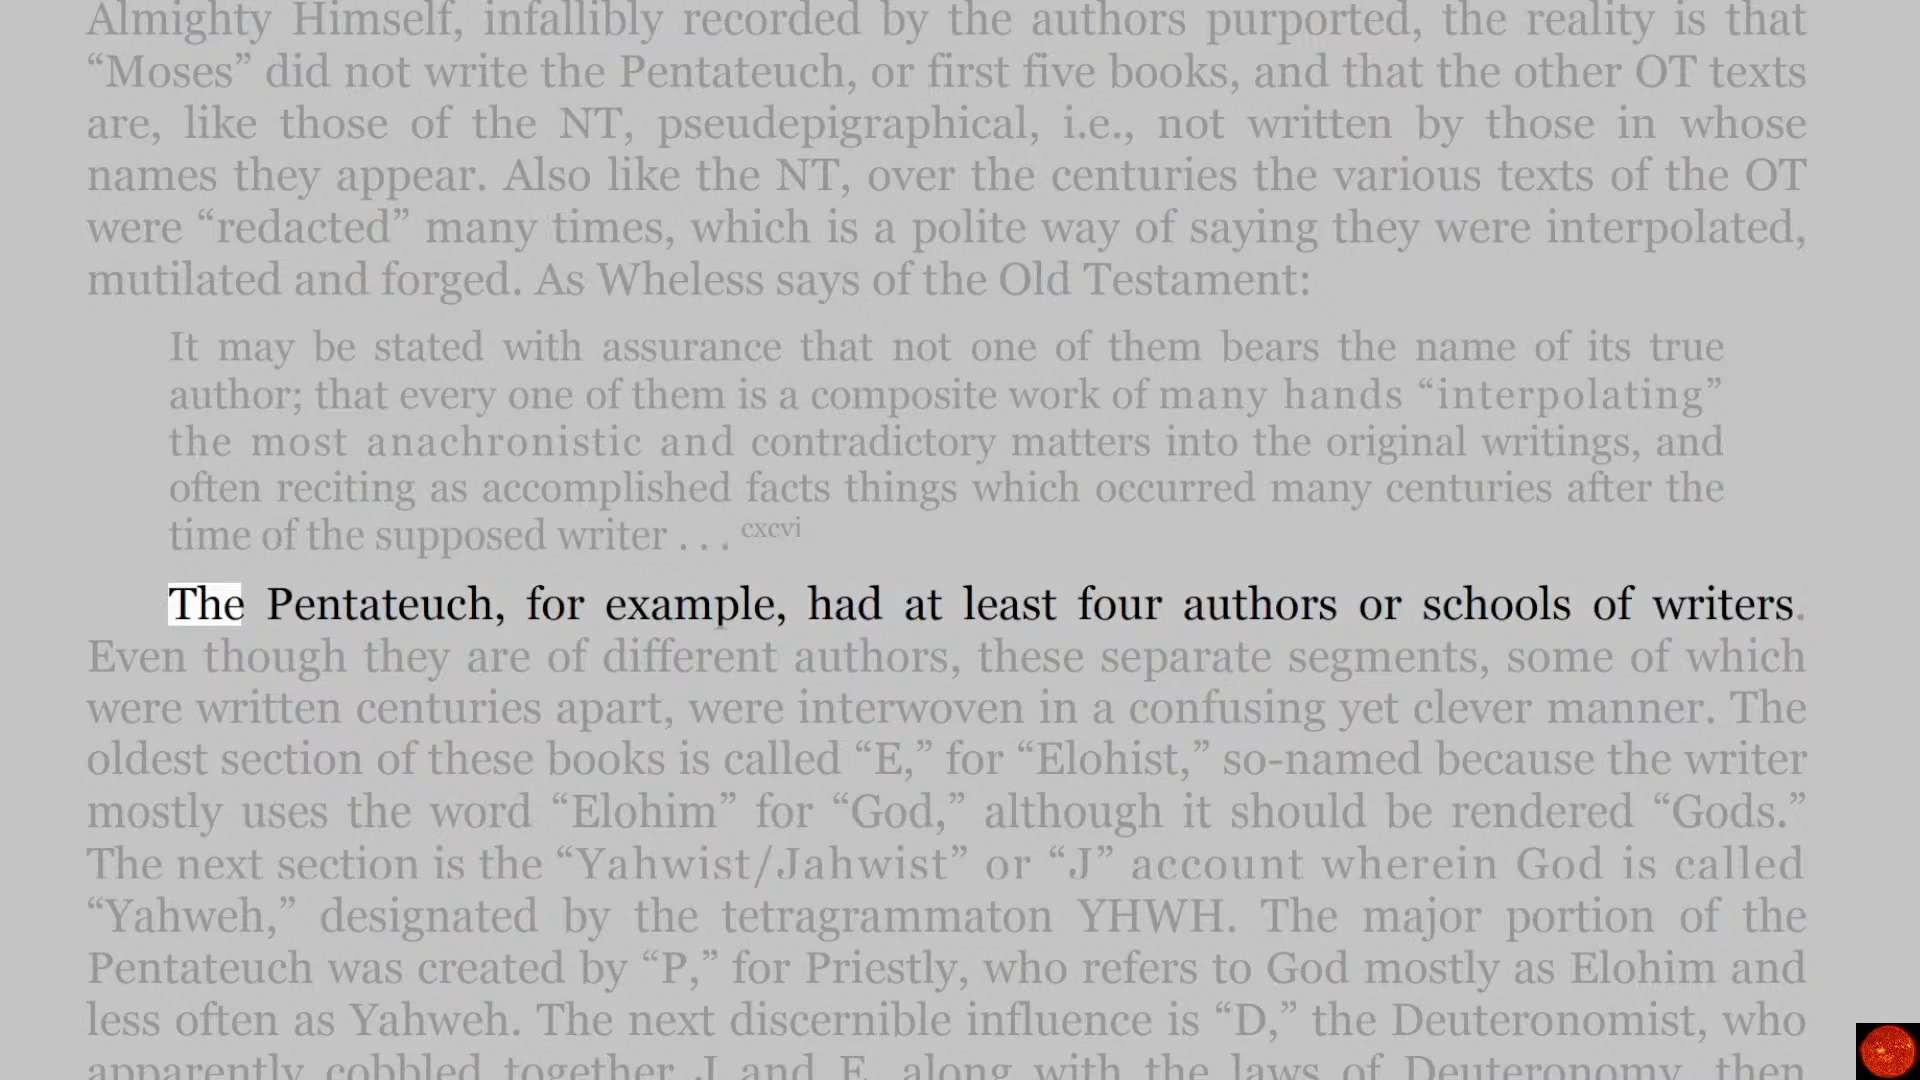 Almighty Himself, infallibly recorded by the authors purported, the reality is that
“Moses” did not write the Pentateuch, or first five books, and that the other OT texts
are, like those of the NT, pseudepigraphical, i.e., not written by those in whose
names they appear. Also like the NT, over the centuries the various texts of the OT
were “redacted” many times, which is a polite way of saying they were interpolated,
mutilated and forged. As Wheless says of the Old Testament:
It may be stated with assurance that not one of them bears the name of its true
author; that every one of them is a composite work of many hands “interpolating”
the most anachronistic and contradictory matters into the original writings, and
often reciting as accomplished facts things which occurred many centuries after the
time of the supposed writer . . . cxcvi
The Pentateuch, for example, had at least four authors or schools of writers.
Even though they are of different authors, these separate segments, some of which
were written centuries apart, were interwoven in a confusing yet clever manner. The
oldest section of these books is called “E,” for “Elohist,” so-named because the writer
mostly uses the word “Elohim” for “God,” although it should be rendered “Gods.”
The next section is the “Yahwist/Jahwist” or “J” account wherein God is called
“Yahweh,” designated by the tetragrammaton YHWH. The major portion of the
Pentateuch was created by “P,” for Priestly, who refers to God mostly as Elohim and
less often as Yahweh. The next discernible influence is “D,” the Deuteronomist, who
apparently cobbled together J and E, along with the laws of Deuteronomy, then